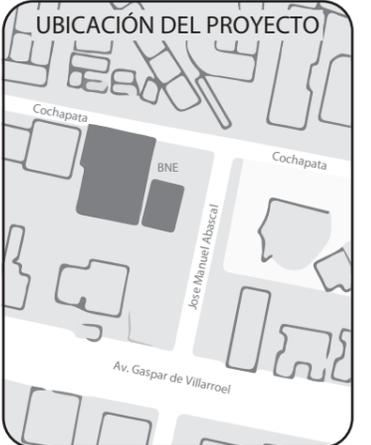 UBICACIÓN DEL PROYECTO
Cochapata
BNE
Cochapata
Jose Manuel Abascal
Av. Gaspar de Villarroel